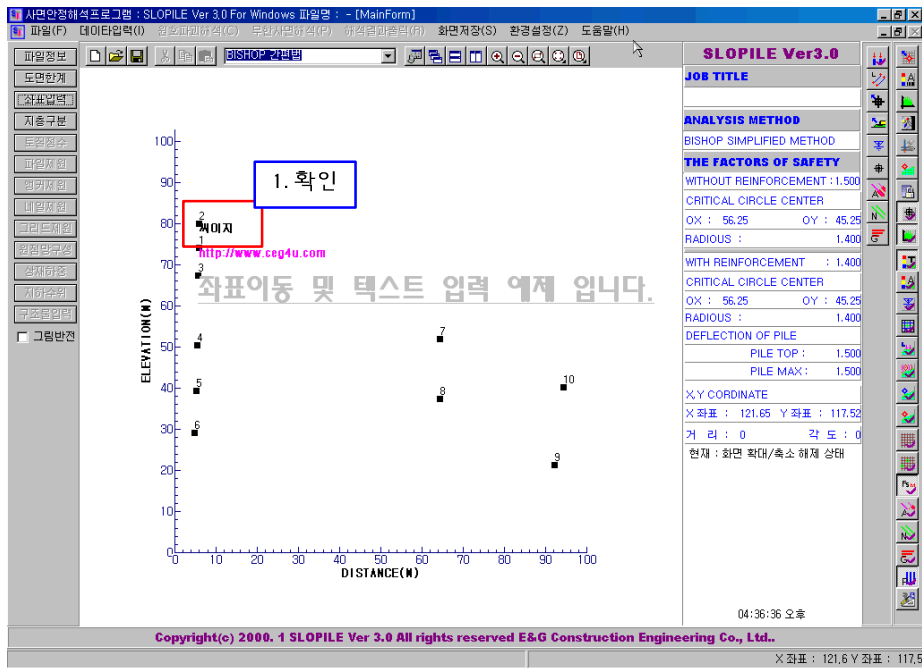 사면안정해석프로그램 : SLOPILE Ver 3,0 For Windows 파일명 : - [MainForm]
파일(F) 데이타입력(I) 원호파괴해석(C) 무한사면해석(P) 해석결과출력(R) 화면저장(S) 환경설정(Z) 도움말(H)
파일정보
도면한계
좌표입력
지층구분
토질정수
파일제원
앵커제원
네일제원
그리드제원
원점망구성
상재하중
지하수위
구조물입력
그림반전
BISHOP 간편법
1. 확인
2
씨이지
1
http://www.ceg4u.com
3
좌표이동 및 텍스트 입력 예제 입니다.
4
5
6
7
8
10
9
ELEVATION(M)
100
90
80
70
60
50
40
30
20
10
0
0 10 20 30 40 50 60 70 80 90 100
DISTANCE(M)
SLOPILE Ver3.0
JOB TITLE
ANALYSIS METHOD
BISHOP SIMPLIFIED METHOD
THE FACTORS OF SAFETY
WITHOUT REINFORCEMENT : 1.500
CRITICAL CIRCLE CENTER
OX : 56.25 OY : 45.25
RADIOUS : 1.400
WITH REINFORCEMENT : 1.400
CRITICAL CIRCLE CENTER
OX : 56.25 OY : 45.25
RADIOUS : 1.400
DEFLECTION OF PILE
PILE TOP : 1.500
PILE MAX : 1.500
X,Y CORDINATE
X 좌표 : 121.65 Y 좌표 : 117.52
거 리 : 0 각 도 : 0
현재 : 화면 확대/축소 해제 상태
04:36:36 오후
Copyright(c) 2000. 1 SLOPILE Ver 3.0 All rights reserved E&G Construction Engineering Co., Ltd..
X 좌표 : 121,6 Y 좌표 : 117,5